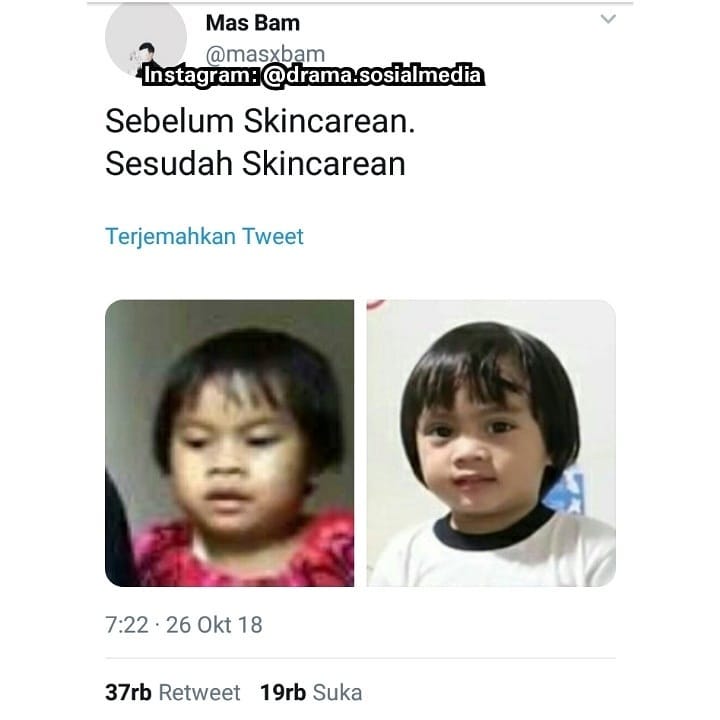 Mas Bam
@masxbam
Instagram: @drama.sosialmedia
Sebelum Skincarean.
Sesudah Skincarean
Terjemahkan Tweet
7:22 · 26 Okt 18
37rb Retweet 19rb Suka